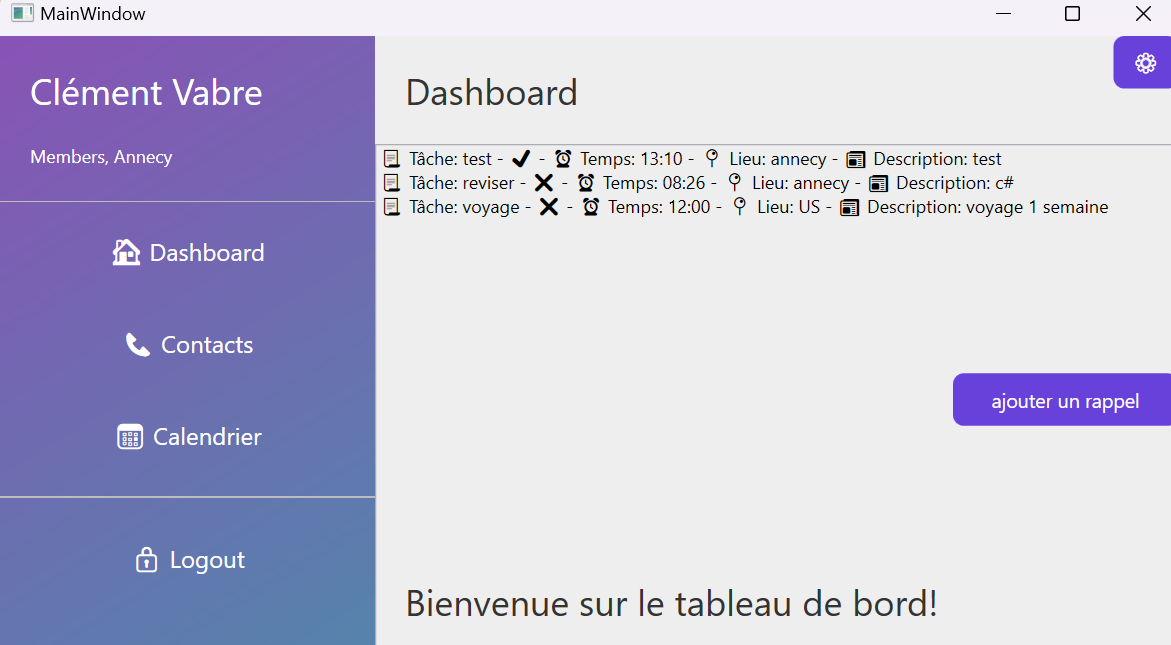 MainWindow
Clément Vabre
Members, Annecy
Dashboard
Contacts
Calendrier
Logout
Dashboard
Tâche: test - ✔ - ⏰ Temps: 13:10 - Lieu: annecy - Description: test
Tâche: reviser - ❌ - ⏰ Temps: 08:26 - Lieu: annecy - Description: c#
Tâche: voyage - ❌ - ⏰ Temps: 12:00 - Lieu: US - Description: voyage 1 semaine
ajouter un rappel
Bienvenue sur le tableau de bord!